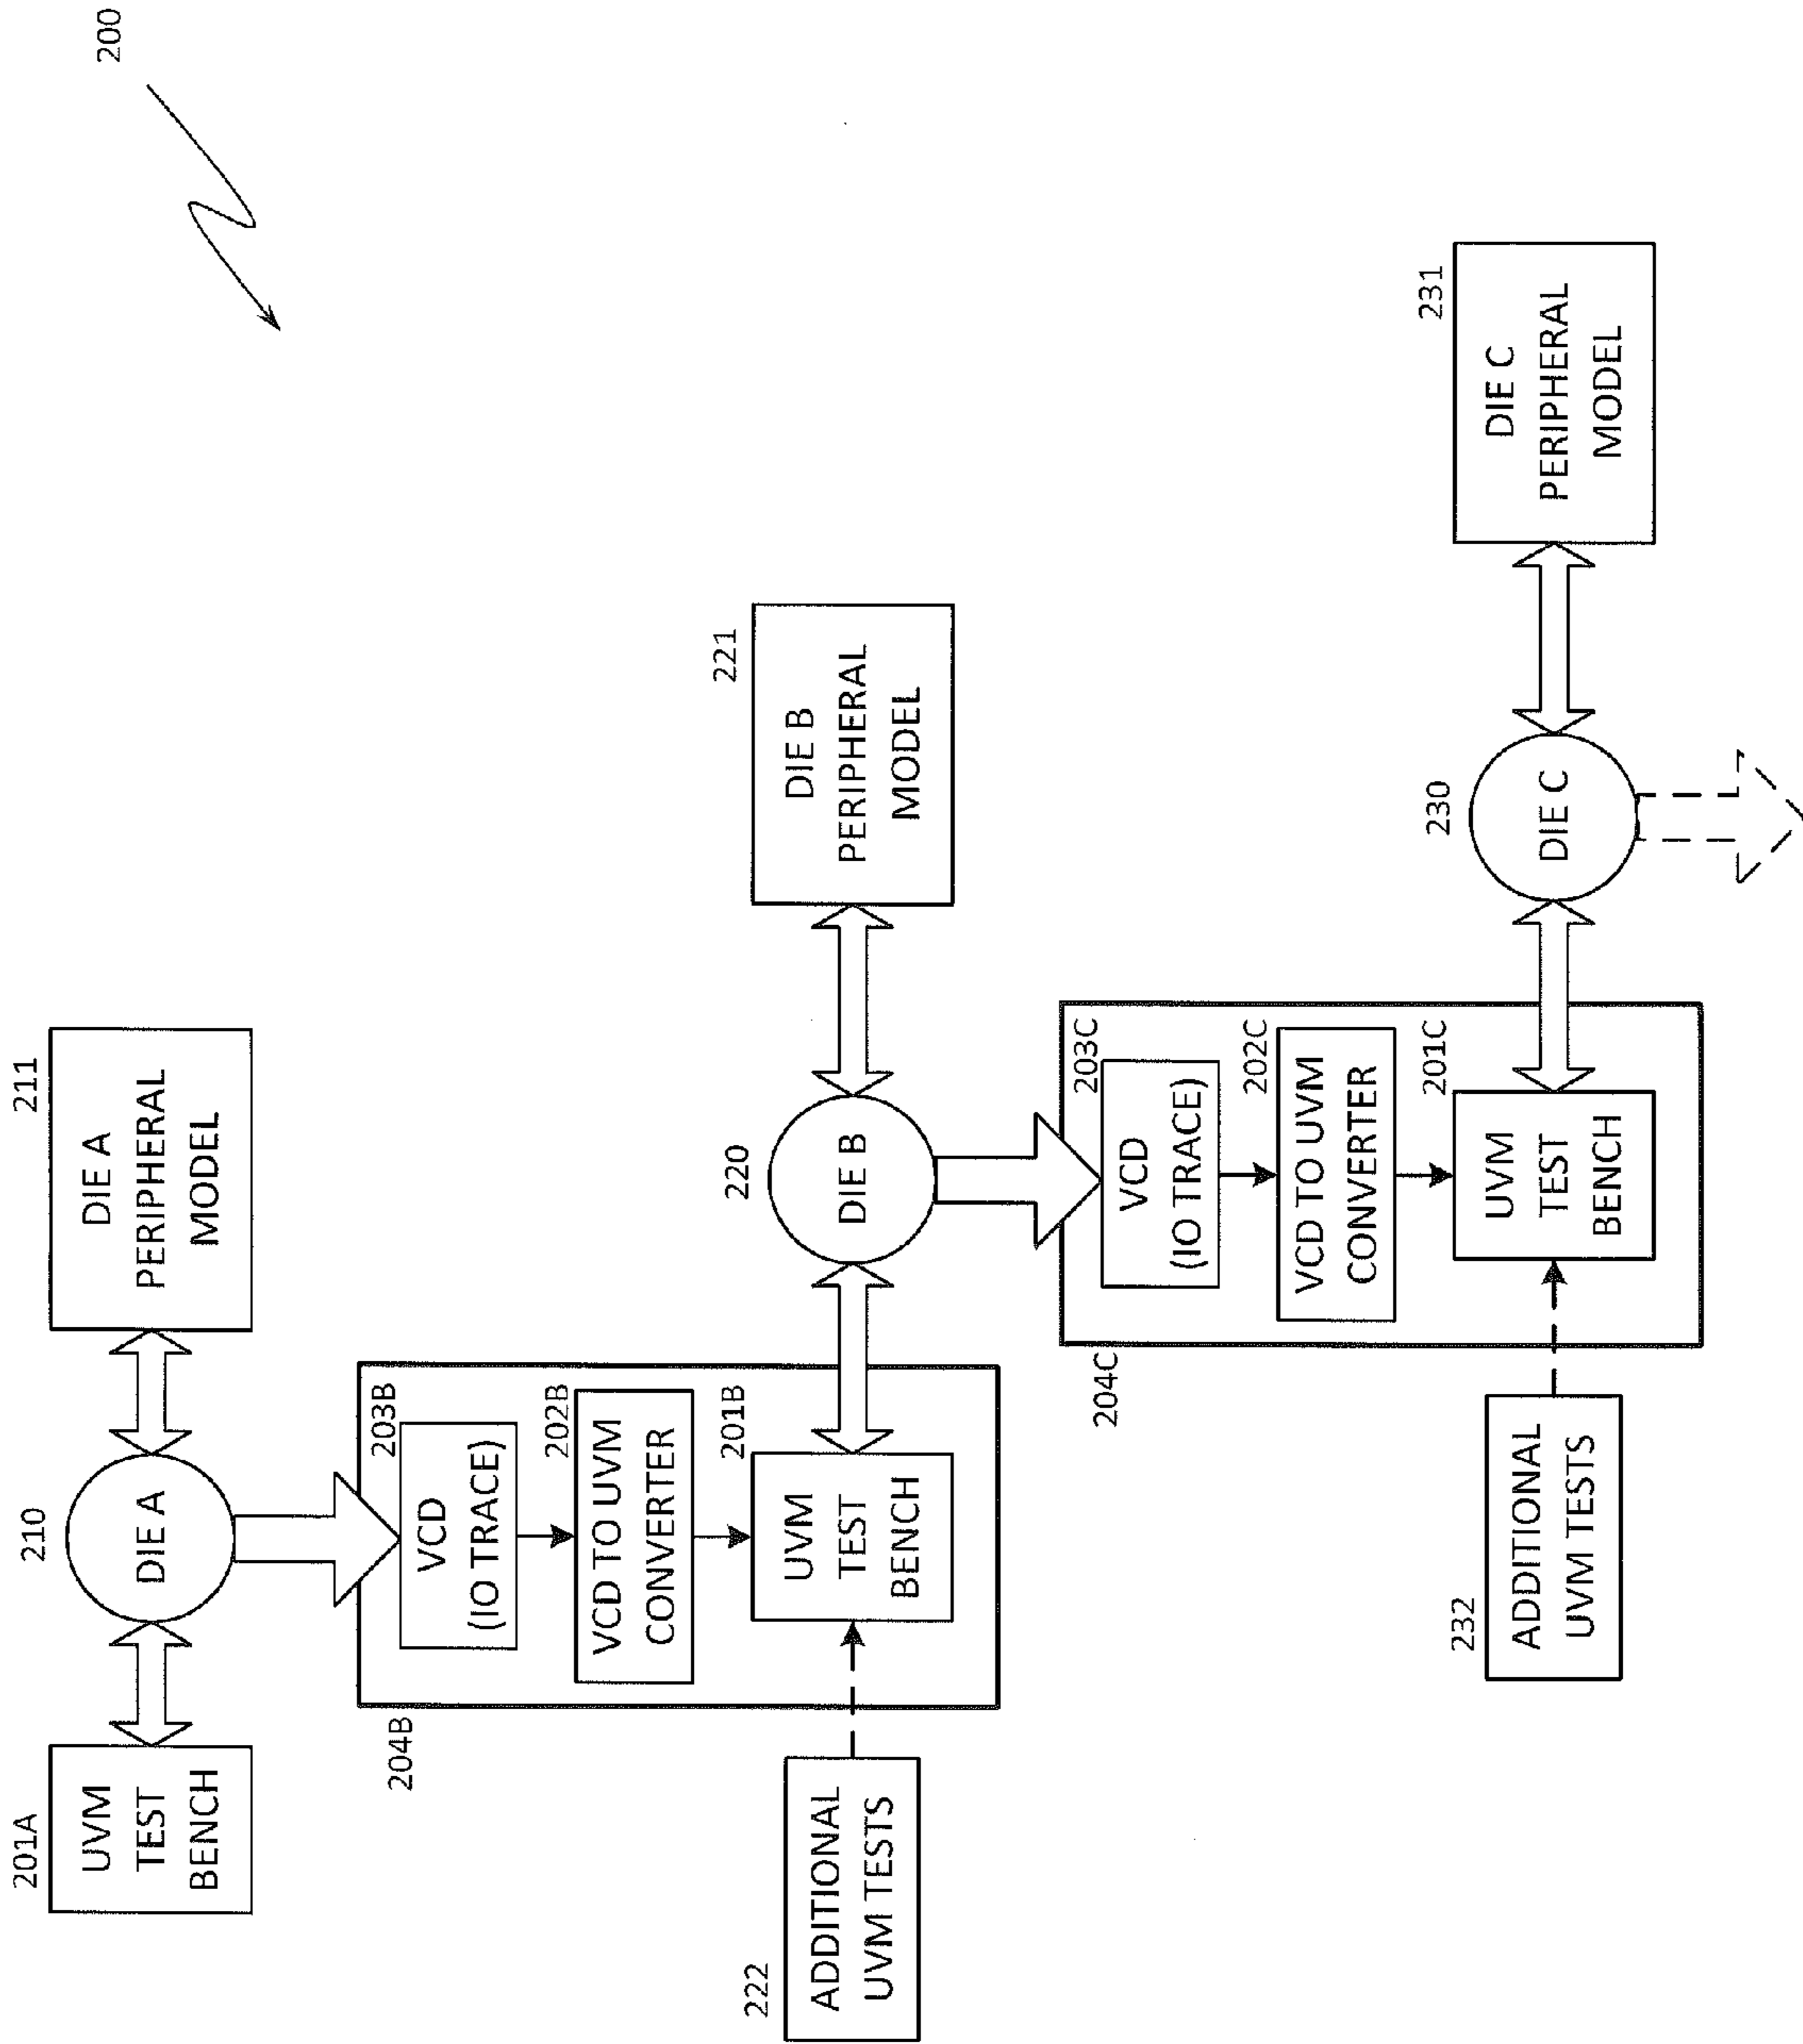 200
201A
UVM
TEST
BENCH
210
DIE A
211
DIE A
PERIPHERAL
MODEL
204B
203B
VCD
(IO TRACE)
202B
VCD TO UVM
CONVERTER
201B
UVM
TEST
BENCH
222
ADDITIONAL
UVM TESTS
220
DIE B
221
DIE B
PERIPHERAL
MODEL
204C
203C
VCD
(IO TRACE)
202C
VCD TO UVM
CONVERTER
201C
UVM
TEST
BENCH
232
ADDITIONAL
UVM TESTS
230
DIE C
231
DIE C
PERIPHERAL
MODEL